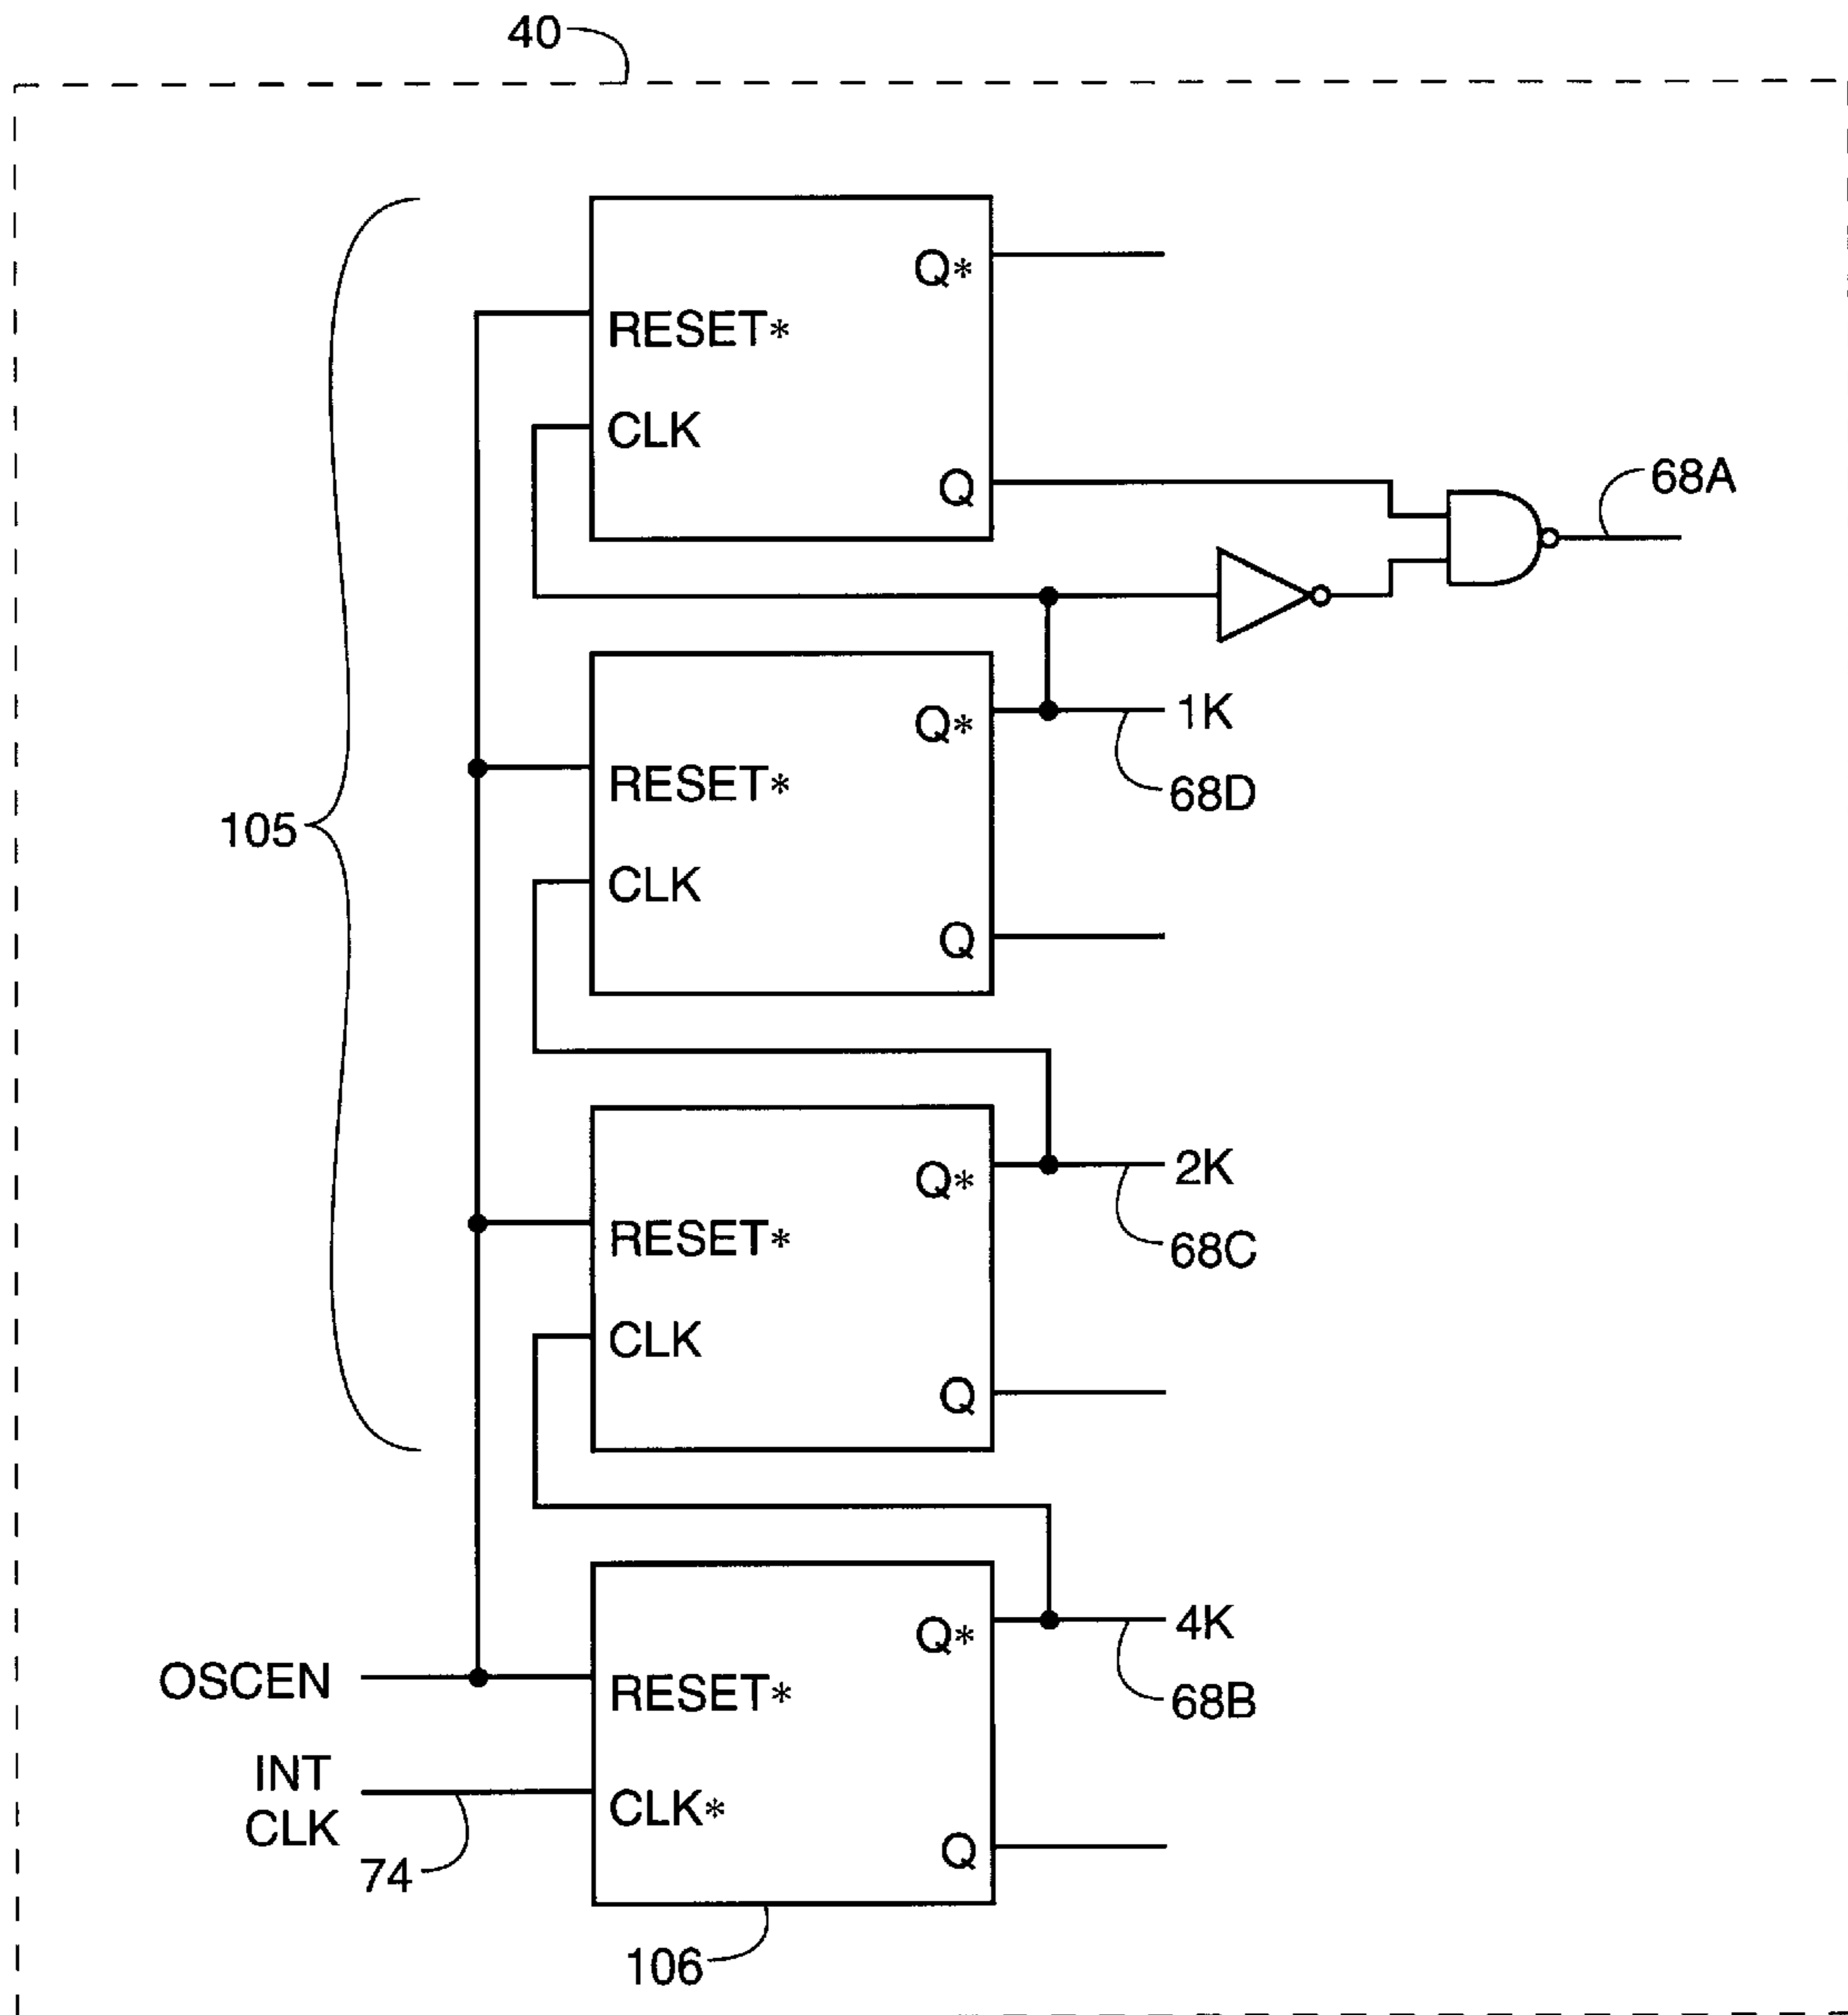 40
Q*
RESET*
CLK
Q
68A
Q*
1K
RESET*
68D
105
CLK
Q
Q*
2K
RESET*
68C
CLK
Q
Q*
4K
OSCEN
RESET*
68B
INT
CLK
CLK*
74
Q
106